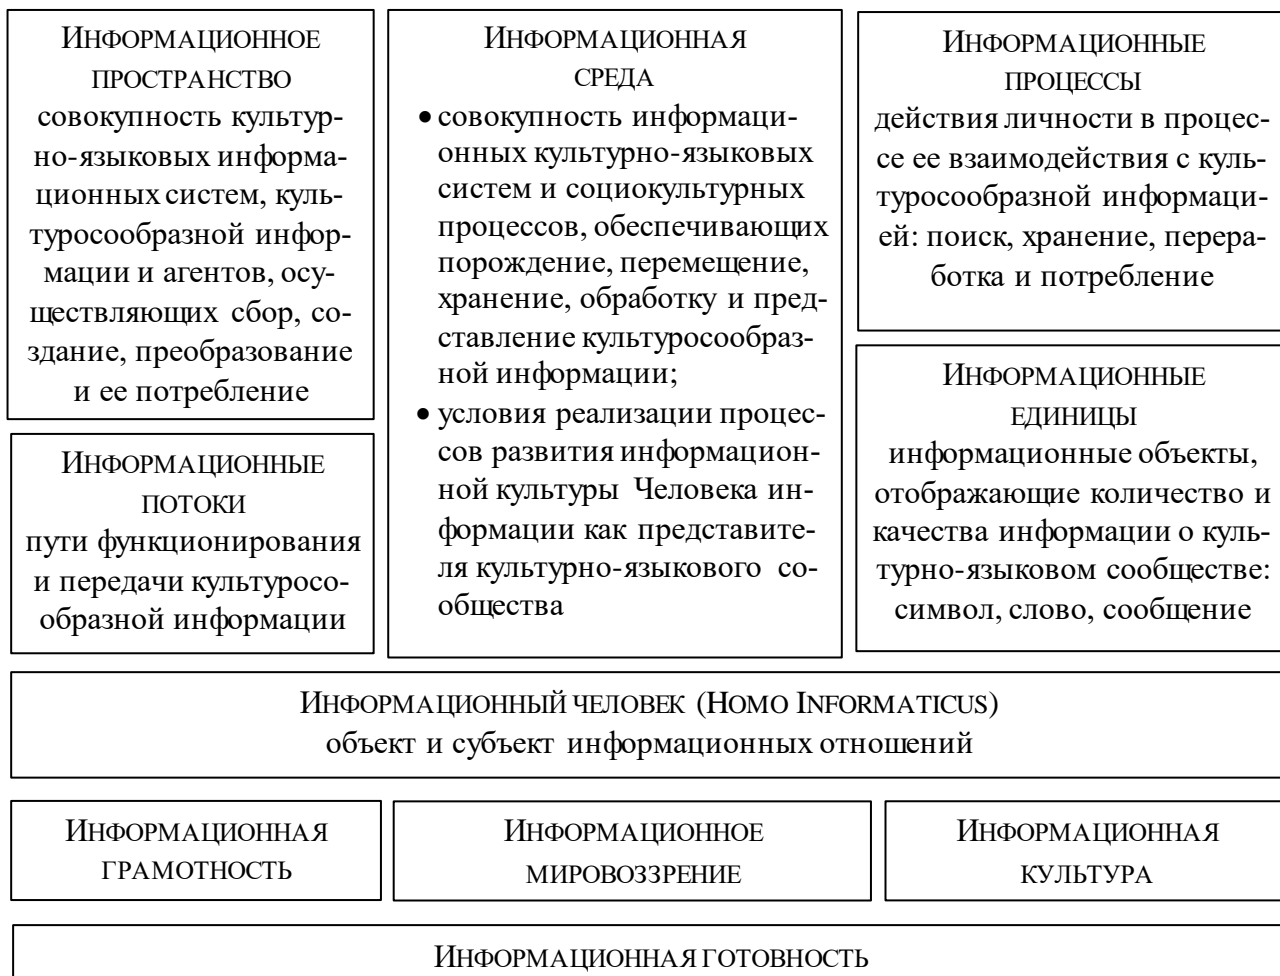 ИНФОРМАЦИОННОЕ
ПРОСТРАНСТВО
совокупность культур-
но-языковых информа-
ционных систем, куль-
туросообразной инфор-
мации и агентов, осу-
ществляющих сбор, со-
здание, преобразование
и ее потребление
ИНФОРМАЦИОННЫЕ
ПОТОКИ
пути функционирования
и передачи культуросо-
образной информации
ИНФОРМАЦИОННАЯ
СРЕДА
• совокупность информаци-
онных культурно-языковых
систем и социокультурных
процессов, обеспечивающих
порождение, перемещение,
хранение, обработку и пред-
ставление культуросообраз-
ной информации;
• условия реализации процес-
сов развития информацион-
ной культуры Человека ин-
формации как представите-
ля культурно-языкового со-
общества
ИНФОРМАЦИОННЫЕ
ПРОЦЕССЫ
действия личности в процес-
се ее взаимодействия с куль-
туросообразной информаци-
ей: поиск, хранение, перера-
ботка и потребление
ИНФОРМАЦИОННЫЕ
ЕДИНИЦЫ
информационные объекты,
отображающие количество и
качества информации о куль-
турно-языковом сообществе:
символ, слово, сообщение
ИНФОРМАЦИОННЫЙ ЧЕЛОВЕК (HOMO INFORMATICUS)
объект и субъект информационных отношений
ИНФОРМАЦИОННАЯ
ГРАМОТНОСТЬ
ИНФОРМАЦИОННОЕ
МИРОВОЗЗРЕНИЕ
ИНФОРМАЦИОННАЯ
КУЛЬТУРА
ИНФОРМАЦИОННАЯ ГОТОВНОСТЬ